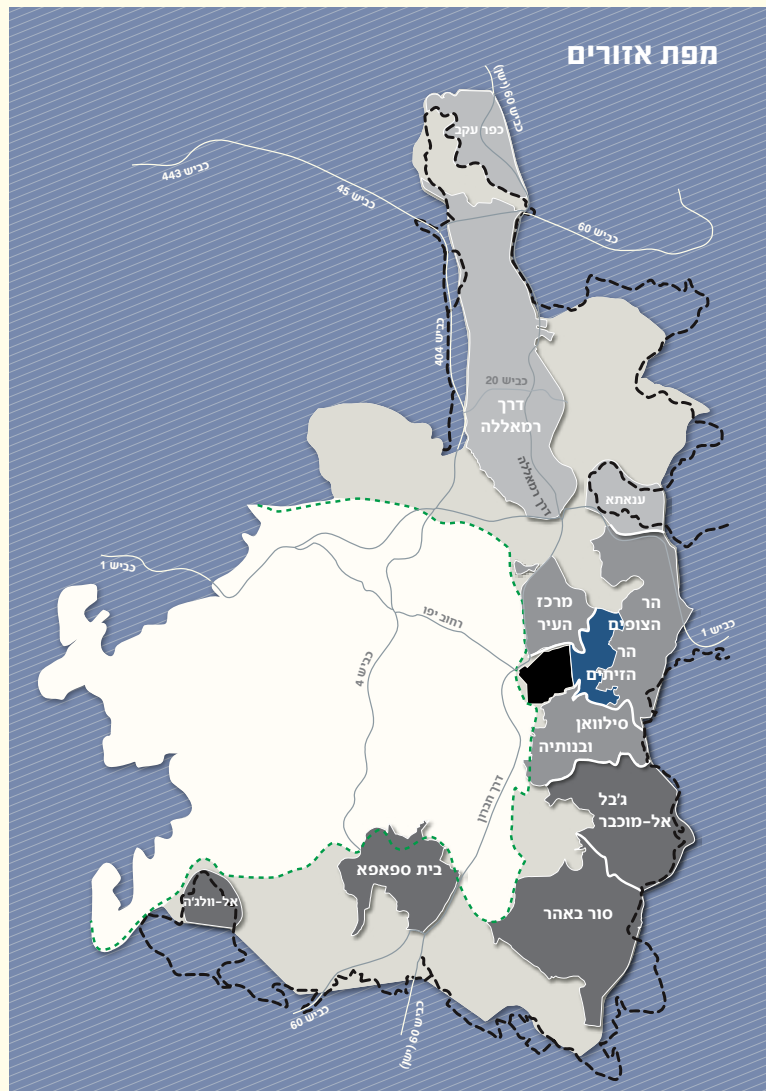 מפת אזורים
כביש 60 (ישן)
כפר עקב
כביש 443
כביש 45
כביש 60
כביש 404
כביש 20
דרך
רמאללה
דרך רמאללה
ענאתא
כביש 1
מרכז
העיר
הר
הצופים
רחוב יפו
כביש 1
הר
הזיתים
כביש 4
סילוואן
ובנותיה
דרך חברון
ג'בל
אל-מוכבר
בית ספאפא
אל-וולג'ה
סור באהר
כביש 60
כביש 60 (ישן)